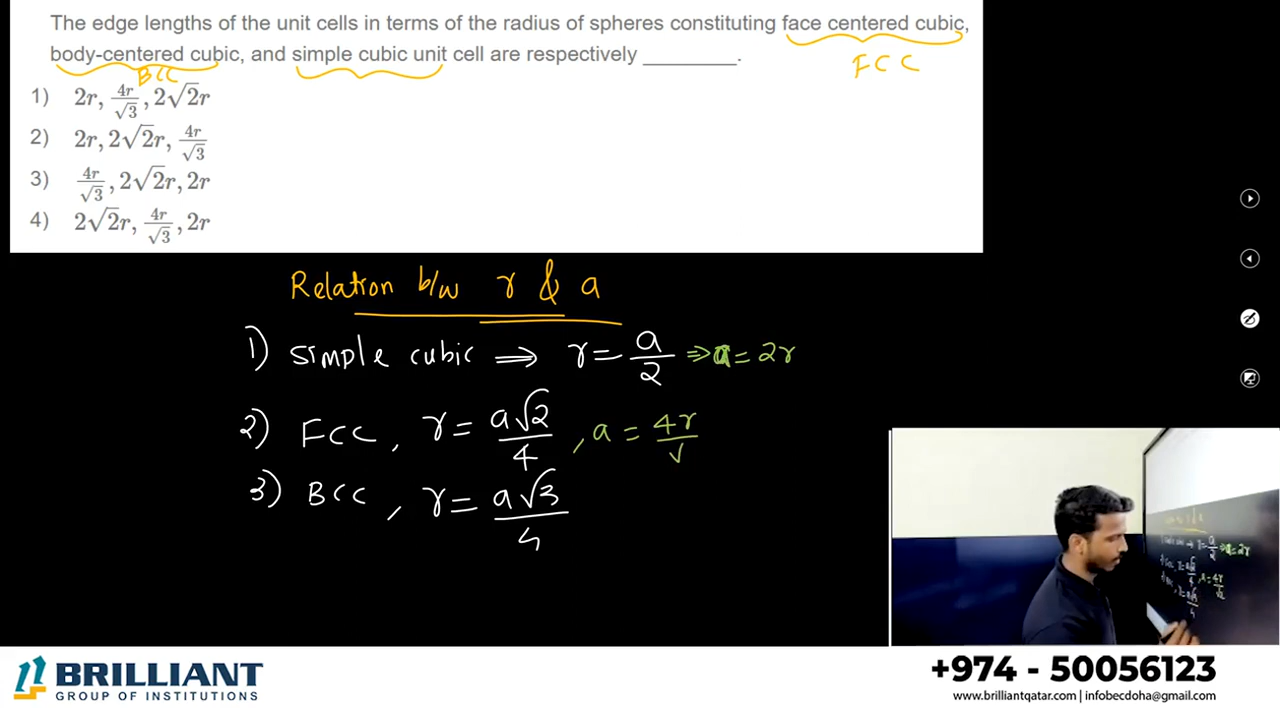 The edge lengths of the unit cells in terms of the radius of spheres constituting face centered cubic,
body-centered cubic, and simple cubic unit cell are respectively ________.
BCC
FCC
1) 2r, 4r/√3, 2√2r
2) 2r, 2√2r, 4r/√3
3) 4r/√3, 2√2r, 2r
4) 2√2r, 4r/√3, 2r
Relation b/w r & a
1) simple cubic ⇒ r = a/2 ⇒ a = 2r
2) FCC, r = a√2/4, a = 4r/√
3) BCC, r = a√3/4
BRILLIANT
GROUP OF INSTITUTIONS
+974 - 50056123
www.brilliantqatar.com | infobecdoha@gmail.com